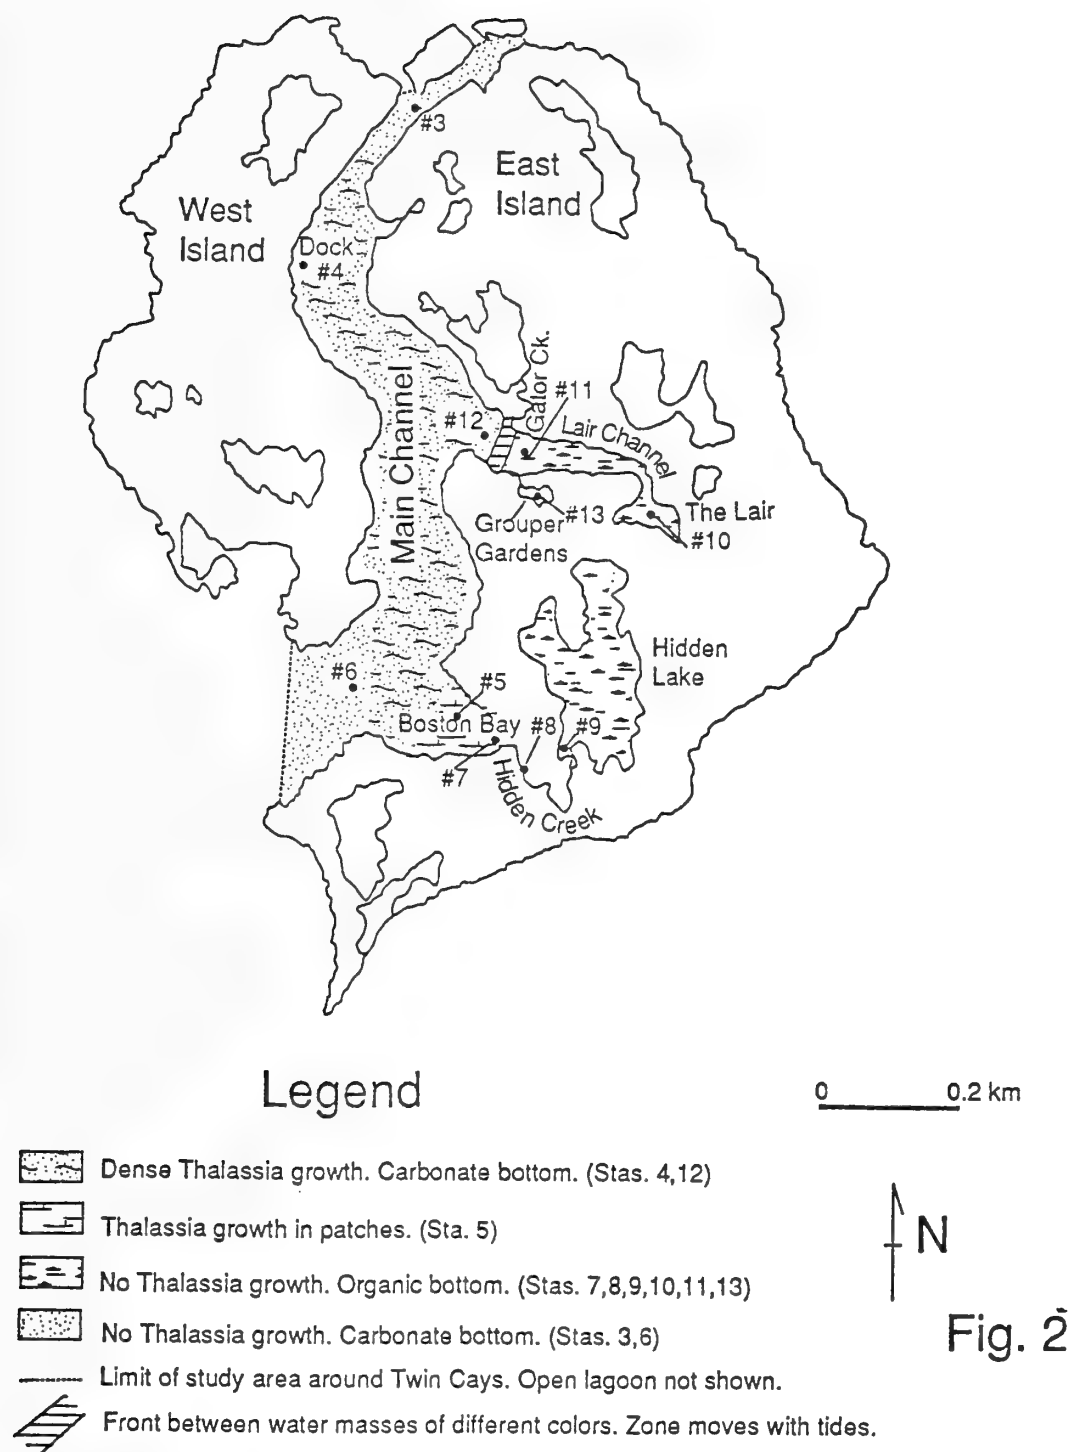 #3
East
Island
West
Island
Dock
#4
Gator Ck.
#11
#12
Lair Channel
Main Channel
#13
Grouper
Gardens
The Lair
#10
Hidden
Lake
#6
#5
Boston Bay
#8
#9
#7
Hidden Creek
Legend
0 0.2 km
Dense Thalassia growth. Carbonate bottom. (Stas. 4,12)
Thalassia growth in patches. (Sta. 5)
No Thalassia growth. Organic bottom. (Stas. 7,8,9,10,11,13)
No Thalassia growth. Carbonate bottom. (Stas. 3,6)
Limit of study area around Twin Cays. Open lagoon not shown.
Front between water masses of different colors. Zone moves with tides.
N
Fig. 2